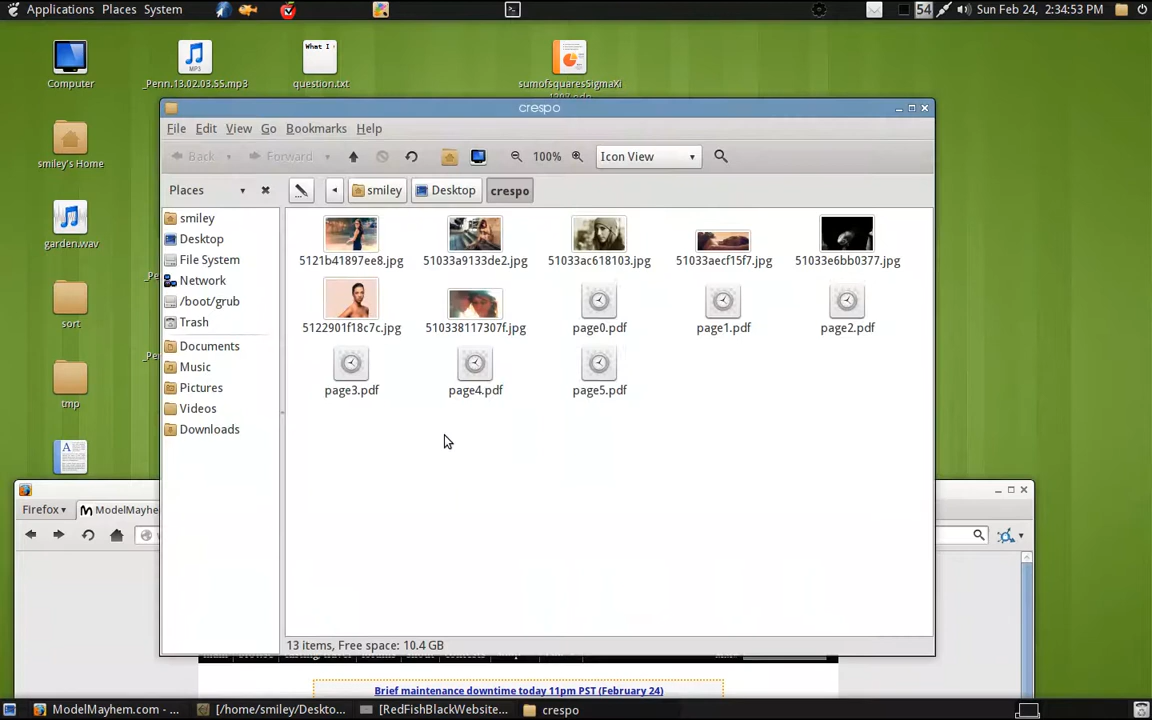 Applications Places System
54 Sun Feb 24, 2:34:53 PM
Computer
_Penn.13.02.03.SS.mp3
What I
question.txt
sumofsquaresSigmaXi
smiley's Home
garden.wav
sort
tmp
crespo
File Edit View Go Bookmarks Help
Back Forward 100% Icon View
Places smiley Desktop crespo
smiley
Desktop
File System
Network
/boot/grub
Trash
Documents
Music
Pictures
Videos
Downloads
5121b41897ee8.jpg 51033a9133de2.jpg 51033ac618103.jpg 51033aecf15f7.jpg 51033e6bb0377.jpg
5122901f18c7c.jpg 510338117307f.jpg page0.pdf page1.pdf page2.pdf
page3.pdf page4.pdf page5.pdf
13 items, Free space: 10.4 GB
Firefox ModelMayhe
Brief maintenance downtime today 11pm PST (February 24)
ModelMayhem.com - ... [/home/smiley/Deskto... [RedFishBlackWebsite... crespo